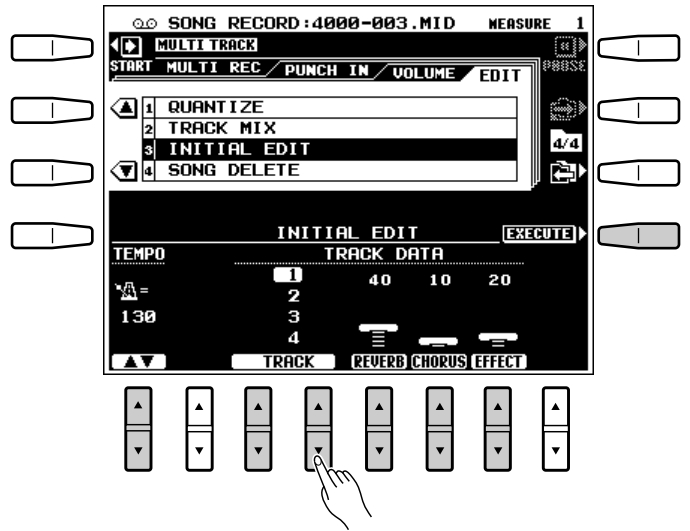 SONG RECORD:4000-003.MID MEASURE 1
MULTI TRACK
START MULTI REC PUNCH IN VOLUME EDIT PAUSE
1 QUANTIZE
2 TRACK MIX
3 INITIAL EDIT
4 SONG DELETE
4/4
INITIAL EDIT EXECUTE
TEMPO TRACK DATA
1 40 10 20
2
=
3
130
4
▲▼ TRACK REVERB CHORUS EFFECT